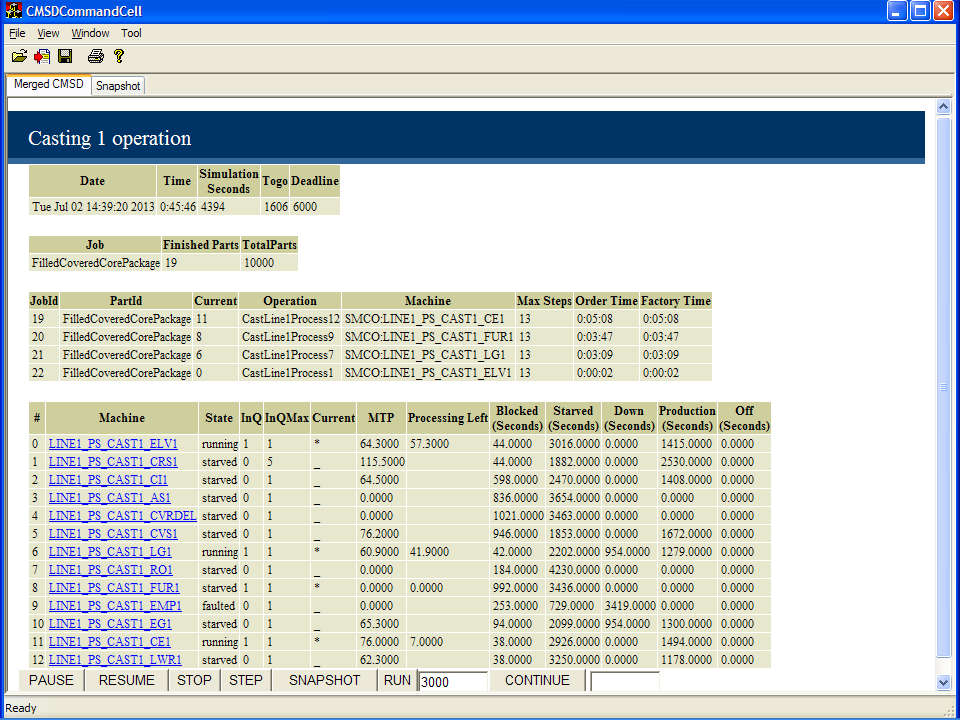 CMSDCommandCell
File View Window Tool
Merged CMSD Snapshot
Casting 1 operation
Date Time Simulation Seconds Togo Deadline
Tue Jul 02 14:39:20 2013 0:45:46 4394 1606 6000
Job Finished Parts TotalParts
FilledCoveredCorePackage 19 10000
JobId PartId Current Operation Machine Max Steps Order Time Factory Time
19 FilledCoveredCorePackage 11 CastLine1Process12 SMCO:LINE1_PS_CAST1_CE1 13 0:05:08 0:05:08
20 FilledCoveredCorePackage 8 CastLine1Process9 SMCO:LINE1_PS_CAST1_FUR1 13 0:03:47 0:03:47
21 FilledCoveredCorePackage 6 CastLine1Process7 SMCO:LINE1_PS_CAST1_LG1 13 0:03:09 0:03:09
22 FilledCoveredCorePackage 0 CastLine1Process1 SMCO:LINE1_PS_CAST1_ELV1 13 0:00:02 0:00:02
# Machine State InQ InQMax Current MTP Processing Left Blocked (Seconds) Starved (Seconds) Down (Seconds) Production (Seconds) Off (Seconds)
0 LINE1_PS_CAST1_ELV1 running 1 1 * 64.3000 57.3000 44.0000 3016.0000 0.0000 1415.0000 0.0000
1 LINE1_PS_CAST1_CRS1 starved 0 5 _ 115.5000 44.0000 1882.0000 0.0000 2530.0000 0.0000
2 LINE1_PS_CAST1_CI1 starved 0 1 _ 64.5000 598.0000 2470.0000 0.0000 1408.0000 0.0000
3 LINE1_PS_CAST1_AS1 starved 0 1 _ 0.0000 836.0000 3654.0000 0.0000 0.0000 0.0000
4 LINE1_PS_CAST1_CVRDEL starved 0 1 _ 0.0000 1021.0000 3463.0000 0.0000 0.0000 0.0000
5 LINE1_PS_CAST1_CVS1 starved 0 1 _ 76.2000 946.0000 1853.0000 0.0000 1672.0000 0.0000
6 LINE1_PS_CAST1_LG1 running 1 1 * 60.9000 41.9000 42.0000 2202.0000 954.0000 1279.0000 0.0000
7 LINE1_PS_CAST1_RO1 starved 0 1 _ 0.0000 184.0000 4230.0000 0.0000 0.0000 0.0000
8 LINE1_PS_CAST1_FUR1 starved 1 1 * 0.0000 0.0000 992.0000 3436.0000 0.0000 0.0000 0.0000
9 LINE1_PS_CAST1_EMP1 faulted 0 1 _ 0.0000 253.0000 729.0000 3419.0000 0.0000 0.0000
10 LINE1_PS_CAST1_EG1 starved 0 1 _ 65.3000 94.0000 2099.0000 954.0000 1300.0000 0.0000
11 LINE1_PS_CAST1_CE1 running 1 1 * 76.0000 7.0000 38.0000 2926.0000 0.0000 1494.0000 0.0000
12 LINE1_PS_CAST1_LWR1 starved 0 1 _ 62.3000 38.0000 3250.0000 0.0000 1178.0000 0.0000
PAUSE RESUME STOP STEP SNAPSHOT RUN 3000 CONTINUE
Ready